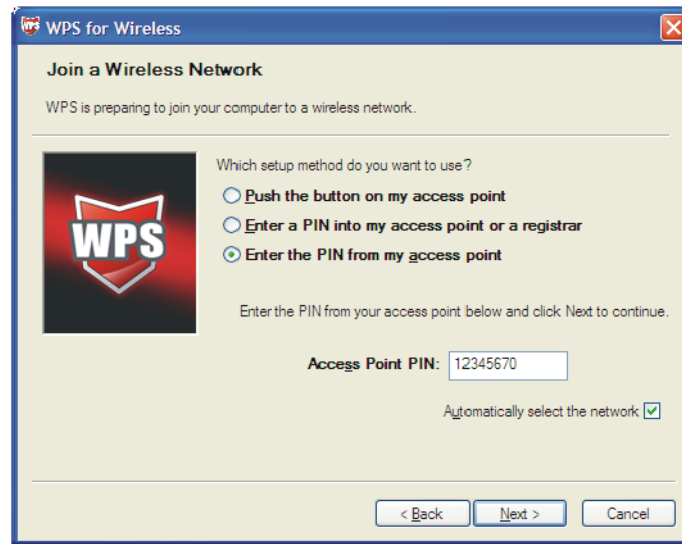 WPS for Wireless
Join a Wireless Network
WPS is preparing to join your computer to a wireless network.
WPS
Which setup method do you want to use?
Push the button on my access point
Enter a PIN into my access point or a registrar
Enter the PIN from my access point
Enter the PIN from your access point below and click Next to continue.
Access Point PIN: 12345670
Automatically select the network
< Back Next > Cancel